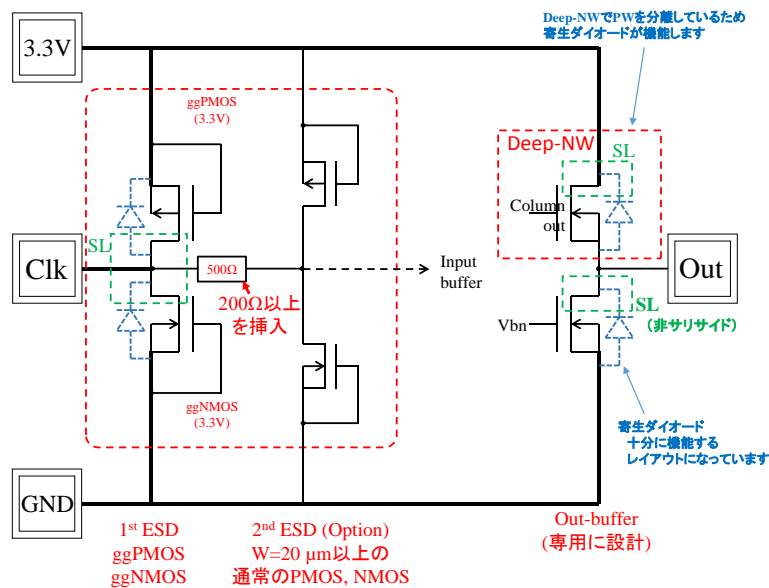 Deep-NWでPWを分離しているため
寄生ダイオードが機能します
3.3V
ggPMOS
(3.3V)
Deep-NW
SL
Column
out
SL
Clk
500Ω
Input
buffer
Out
200Ω以上
を挿入
SL
(非サリサイド)
Vbn
ggNMOS
(3.3V)
寄生ダイオード
十分に機能する
レイアウトになっています
GND
1st ESD
ggPMOS
ggNMOS
2nd ESD (Option)
W=20 μm以上の
通常のPMOS, NMOS
Out-buffer
(専用に設計)